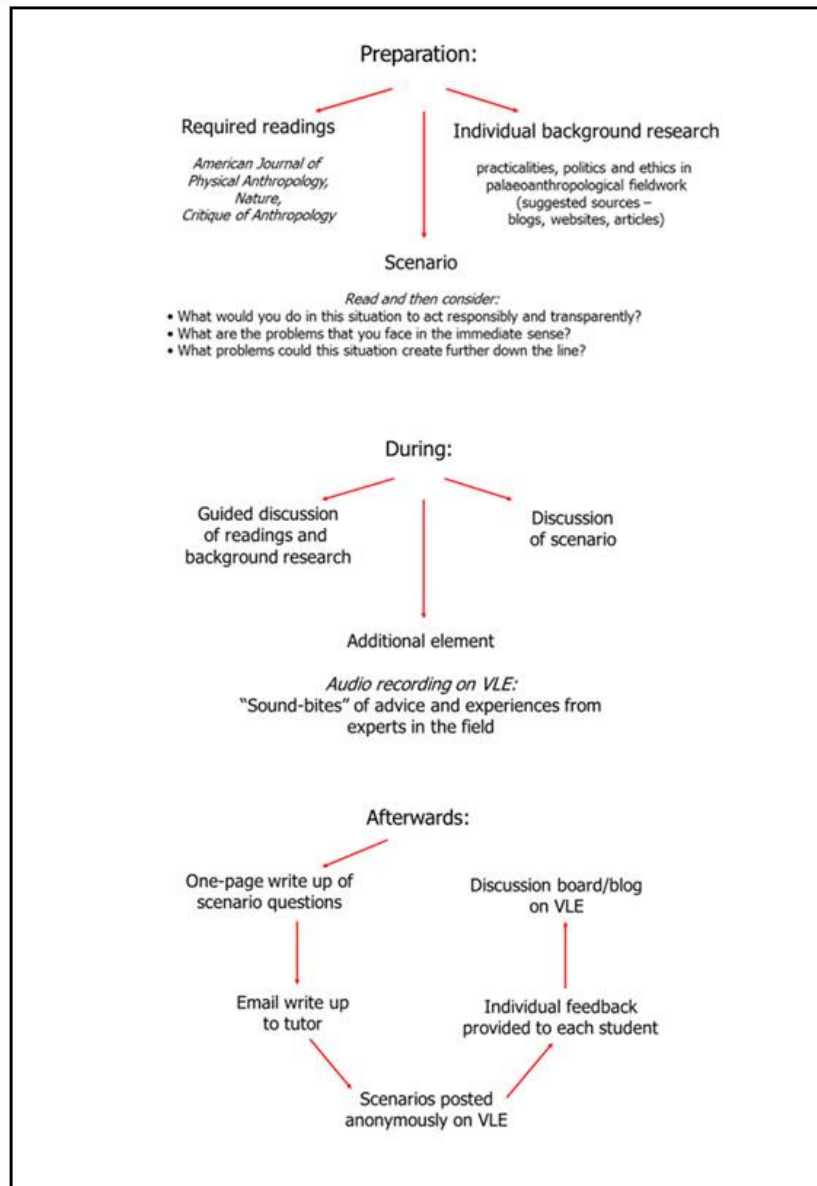 Preparation:
Required readings
American Journal of
Physical Anthropology,
Nature,
Critique of Anthropology
Individual background research
practicalities, politics and ethics in
palaeoanthropological fieldwork
(suggested sources –
blogs, websites, articles)
Scenario
Read and then consider:
• What would you do in this situation to act responsibly and transparently?
• What are the problems that you face in the immediate sense?
• What problems could this situation create further down the line?
During:
Guided discussion
of readings and
background research
Discussion
of scenario
Additional element
Audio recording on VLE:
“Sound-bites” of advice and experiences from
experts in the field
Afterwards:
One-page write up of
scenario questions
Email write up
to tutor
Scenarios posted
anonymously on VLE
Individual feedback
provided to each student
Discussion board/blog
on VLE